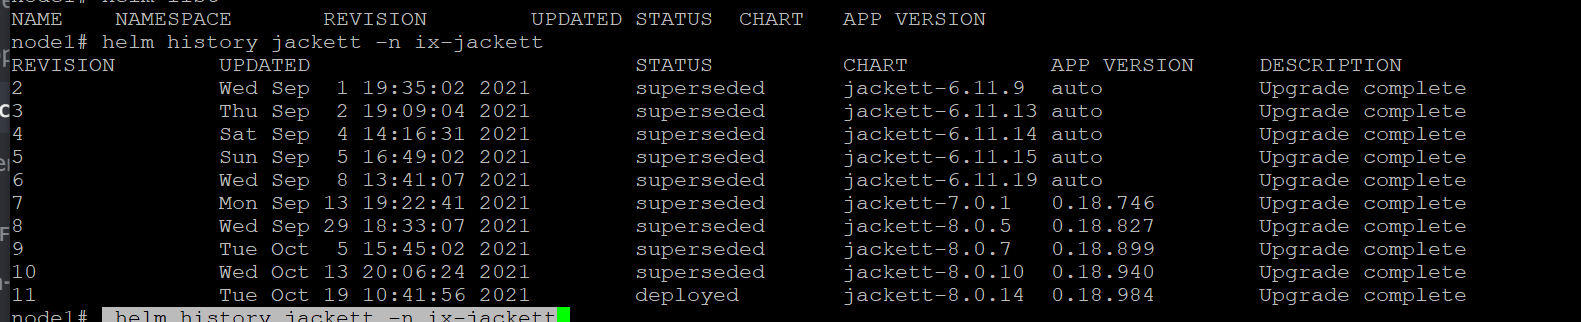 node1# helm list
NAME NAMESPACE REVISION UPDATED STATUS CHART APP VERSION
node1# helm history jackett -n ix-jackett
REVISION UPDATED STATUS CHART APP VERSION DESCRIPTION
2 Wed Sep 1 19:35:02 2021 superseded jackett-6.11.9 auto Upgrade complete
3 Thu Sep 2 19:09:04 2021 superseded jackett-6.11.13 auto Upgrade complete
4 Sat Sep 4 14:16:31 2021 superseded jackett-6.11.14 auto Upgrade complete
5 Sun Sep 5 16:49:02 2021 superseded jackett-6.11.15 auto Upgrade complete
6 Wed Sep 8 13:41:07 2021 superseded jackett-6.11.19 auto Upgrade complete
7 Mon Sep 13 19:22:41 2021 superseded jackett-7.0.1 0.18.746 Upgrade complete
8 Wed Sep 29 18:33:07 2021 superseded jackett-8.0.5 0.18.827 Upgrade complete
9 Tue Oct 5 15:45:02 2021 superseded jackett-8.0.7 0.18.899 Upgrade complete
10 Wed Oct 13 20:06:24 2021 superseded jackett-8.0.10 0.18.940 Upgrade complete
11 Tue Oct 19 10:41:56 2021 deployed jackett-8.0.14 0.18.984 Upgrade complete
node1# helm history jackett -n ix-jackett